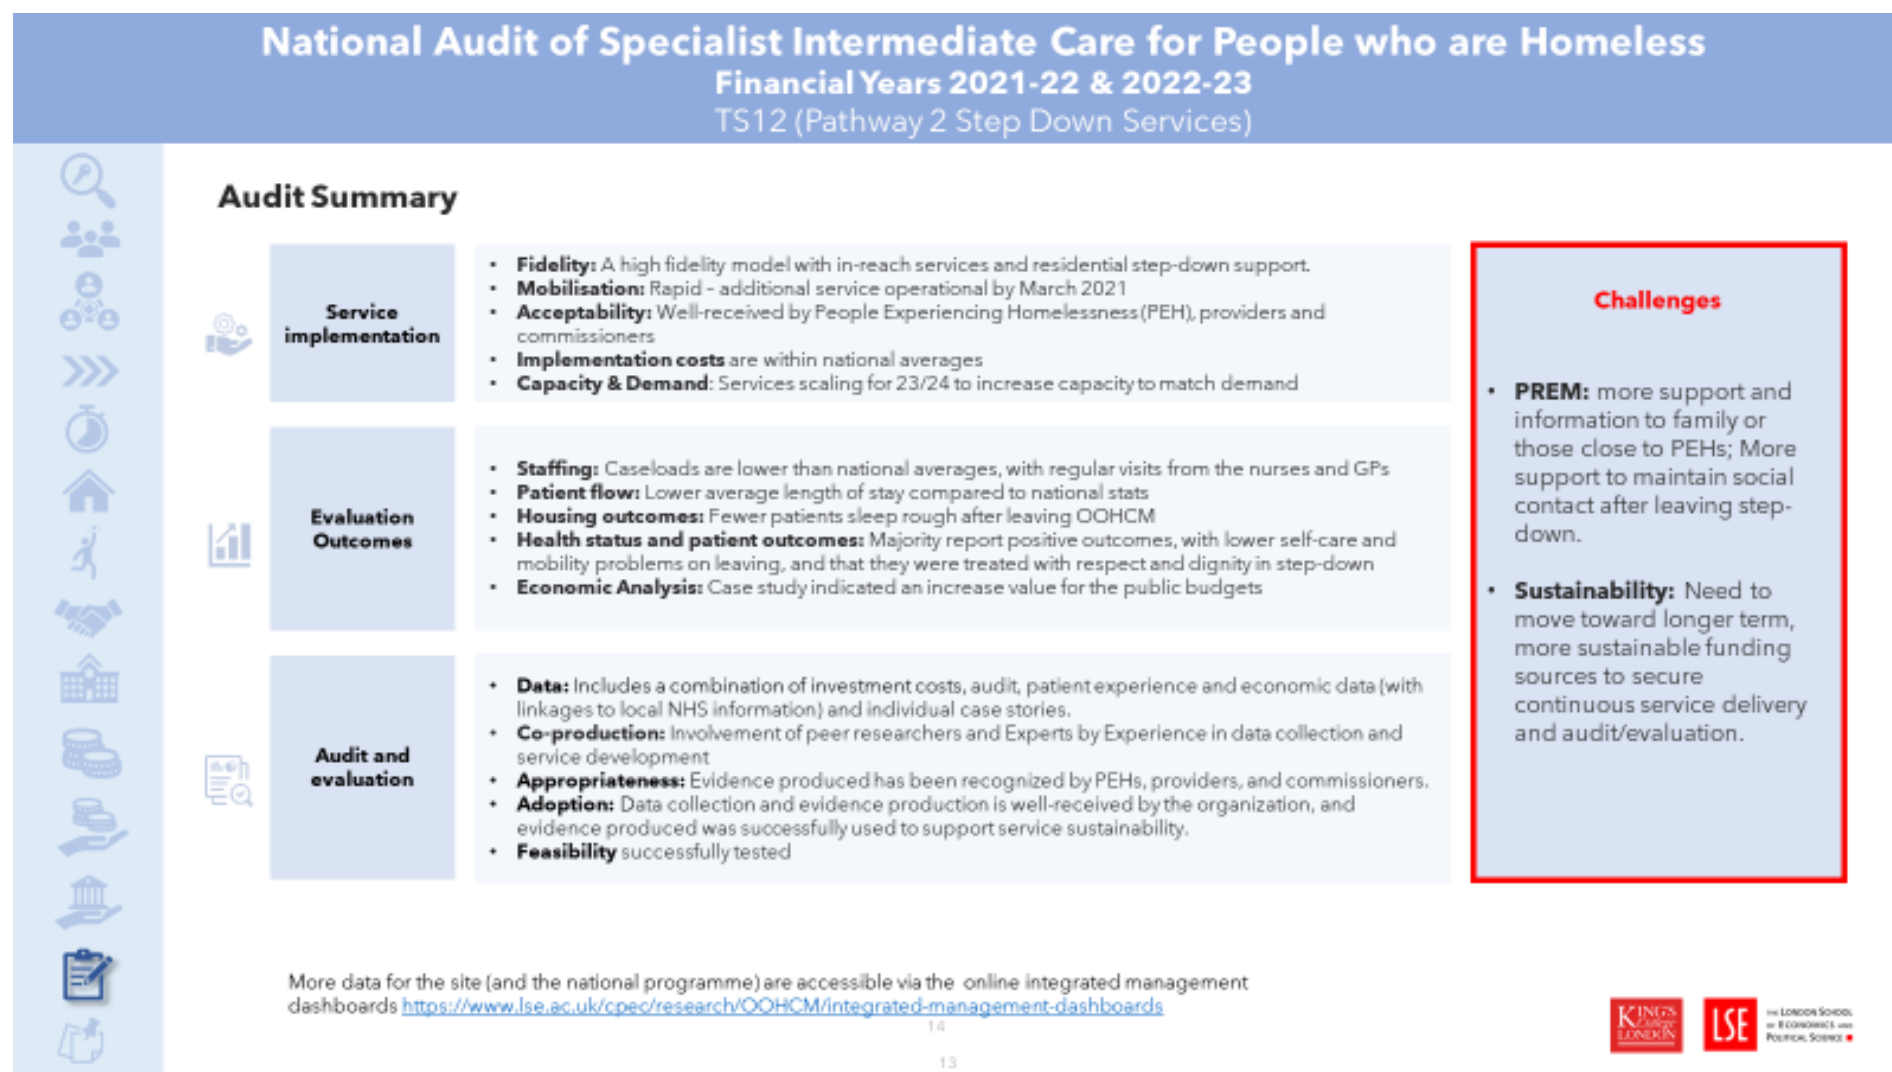 National Audit of Specialist Intermediate Care for People who are Homeless
Financial Years 2021-22 & 2022-23
TS12 (Pathway 2 Step Down Services)
Audit Summary
Service
implementation
• Fidelity: A high fidelity model with in-reach services and residential step-down support.
• Mobilisation: Rapid – additional service operational by March 2021
• Acceptability: Well-received by People Experiencing Homelessness (PEH), providers and
commissioners
• Implementation costs are within national averages
• Capacity & Demand: Services scaling for 23/24 to increase capacity to match demand
Evaluation
Outcomes
• Staffing: Caseloads are lower than national averages, with regular visits from the nurses and GPs
• Patient flow: Lower average length of stay compared to national stats
• Housing outcomes: Fewer patients sleep rough after leaving OOHCM
• Health status and patient outcomes: Majority report positive outcomes, with lower self-care and
mobility problems on leaving, and that they were treated with respect and dignity in step-down
• Economic Analysis: Case study indicated an increase value for the public budgets
Audit and
evaluation
• Data: Includes a combination of investment costs, audit, patient experience and economic data (with
linkages to local NHS information) and individual case stories.
• Co-production: Involvement of peer researchers and Experts by Experience in data collection and
service development
• Appropriateness: Evidence produced has been recognized by PEHs, providers, and commissioners.
• Adoption: Data collection and evidence production is well-received by the organization, and
evidence produced was successfully used to support service sustainability.
• Feasibility successfully tested
Challenges
• PREM: more support and
information to family or
those close to PEHs; More
support to maintain social
contact after leaving step-
down.
• Sustainability: Need to
move toward longer term,
more sustainable funding
sources to secure
continuous service delivery
and audit/evaluation.
More data for the site (and the national programme) are accessible via the online integrated management
dashboards https://www.lse.ac.uk/cpec/research/OOHCM/integrated-management-dashboards
14
13
KING'S
College
LONDON
LSE
THE LONDON SCHOOL
OF ECONOMICS AND
POLITICAL SCIENCE